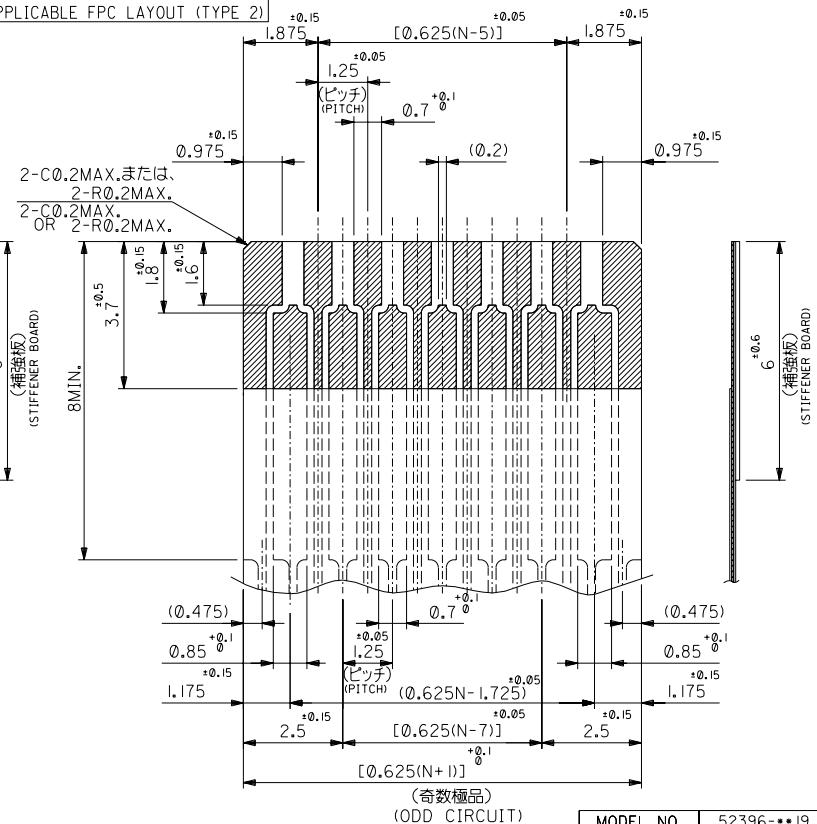 PPLICABLE FPC LAYOUT (TYPE 2)
±0.15
1.875
±0.05
[0.625(N-5)]
±0.15
1.875
±0.05
1.25
(ピッチ)
(PITCH)
0.7 +0.1 0
±0.15
0.975
(0.2)
±0.15
0.975
2-C0.2MAX.または、
2-R0.2MAX.
2-C0.2MAX.
OR 2-R0.2MAX.
±0.15
1.8
±0.15
1.6
±0.5
3.7
8MIN.
(補強板)
(STIFFENER BOARD)
±0.6
6
(補強板)
(STIFFENER BOARD)
(0.475)
0.7 +0.1 0
(0.475)
0.85 +0.1 0
±0.05
1.25
(ピッチ)
(PITCH)
0.85 +0.1 0
±0.15
1.175
±0.05
(0.625N-1.725)
±0.15
1.175
±0.15
2.5
±0.05
[0.625(N-7)]
±0.15
2.5
+0.1 0
[0.625(N+1)]
(奇数極品)
(ODD CIRCUIT)
MODEL NO
52396-**19